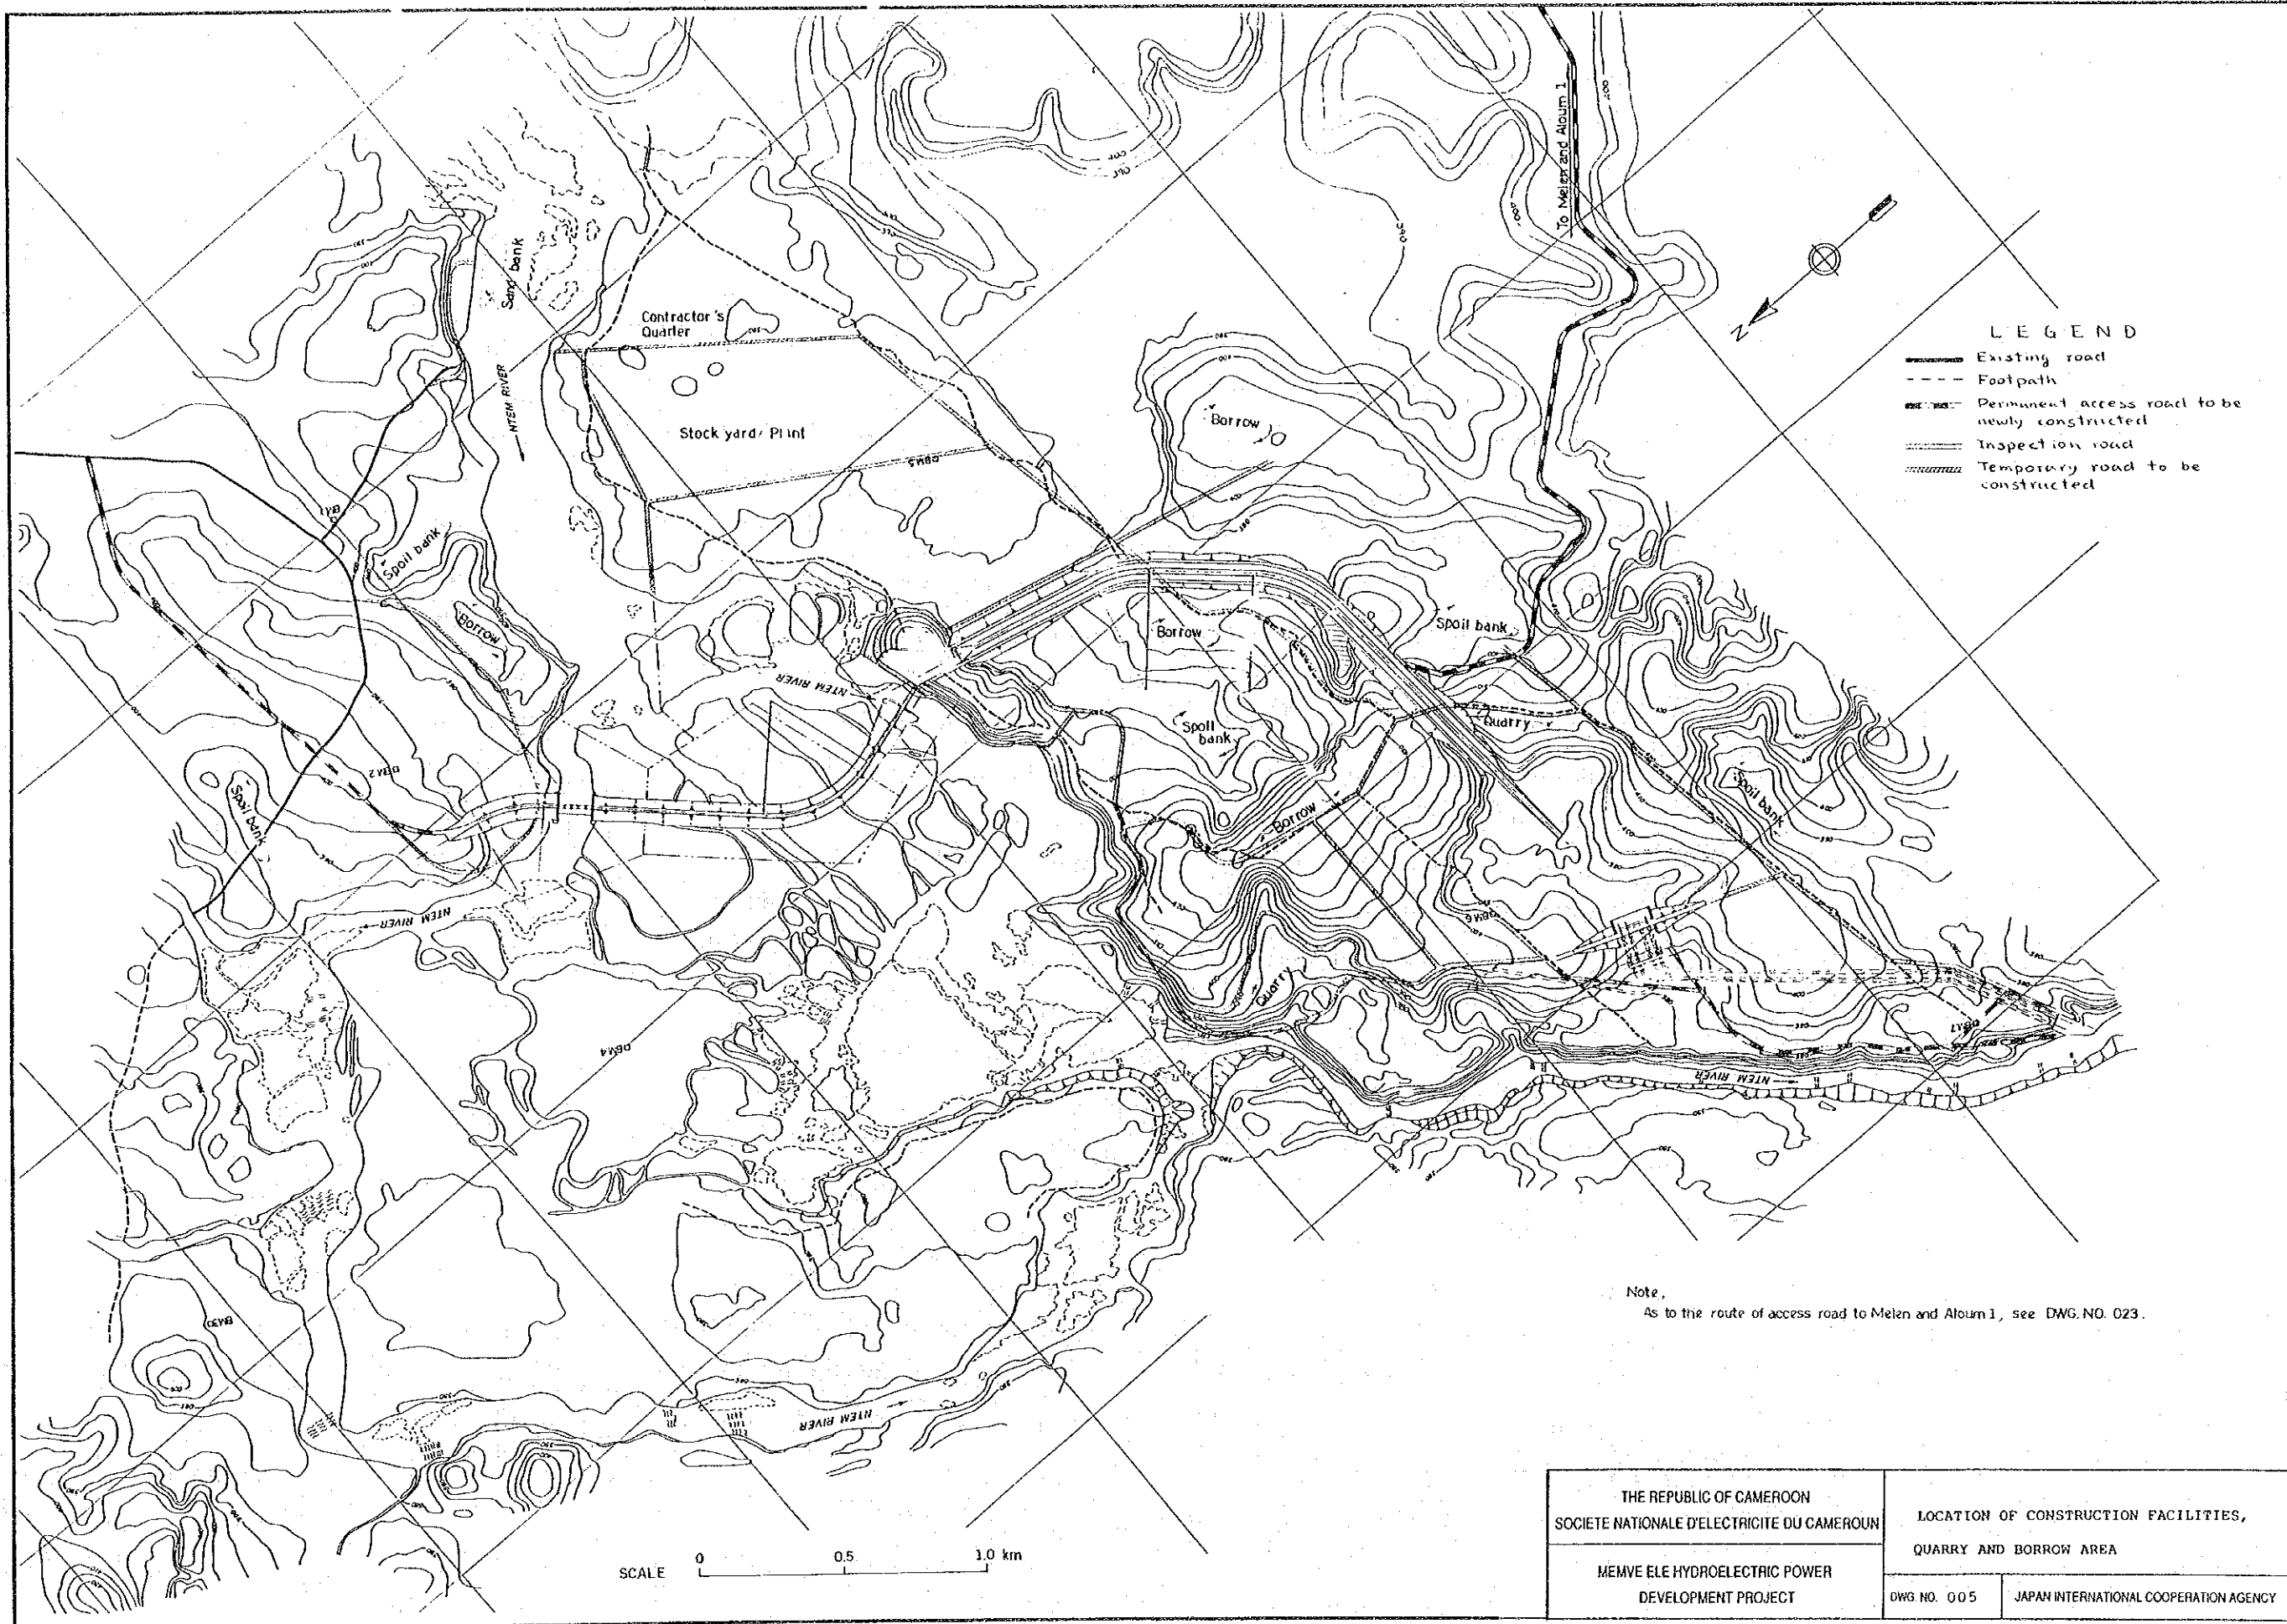 To Melen and Aloum 1
Sand bank
NTEM RIVER
Contractor's
Quarter
Stock yard/ Plant
Borrow
N
LEGEND
Existing road
Footpath
Permanent access road to be
newly constructed
Inspection road
Temporary road to be
constructed
Spoil bank
Borrow
Borrow
Spoil bank
NTEM RIVER
Spoil
bank
Quarry
Spoil bank
Spoil bank
Borrow
NTEM RIVER
Quarry
NTEM RIVER
NTEM RIVER
Note,
As to the route of access road to Melen and Aloum 1, see DWG. NO. 023.
SCALE 0 0.5 1.0 km
THE REPUBLIC OF CAMEROON
SOCIETE NATIONALE D'ELECTRICITE DU CAMEROUN
MEMVE ELE HYDROELECTRIC POWER
DEVELOPMENT PROJECT
LOCATION OF CONSTRUCTION FACILITIES,
QUARRY AND BORROW AREA
DWG. NO. 005
JAPAN INTERNATIONAL COOPERATION AGENCY